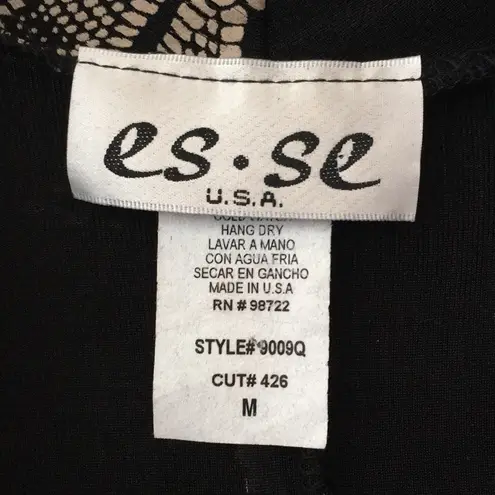 es.se
U.S.A.
HANG DRY
LAVAR A MANO
CON AGUA FRIA
SECAR EN GANCHO
MADE IN U.S.A
RN # 98722
STYLE# 9009Q
CUT# 426
M